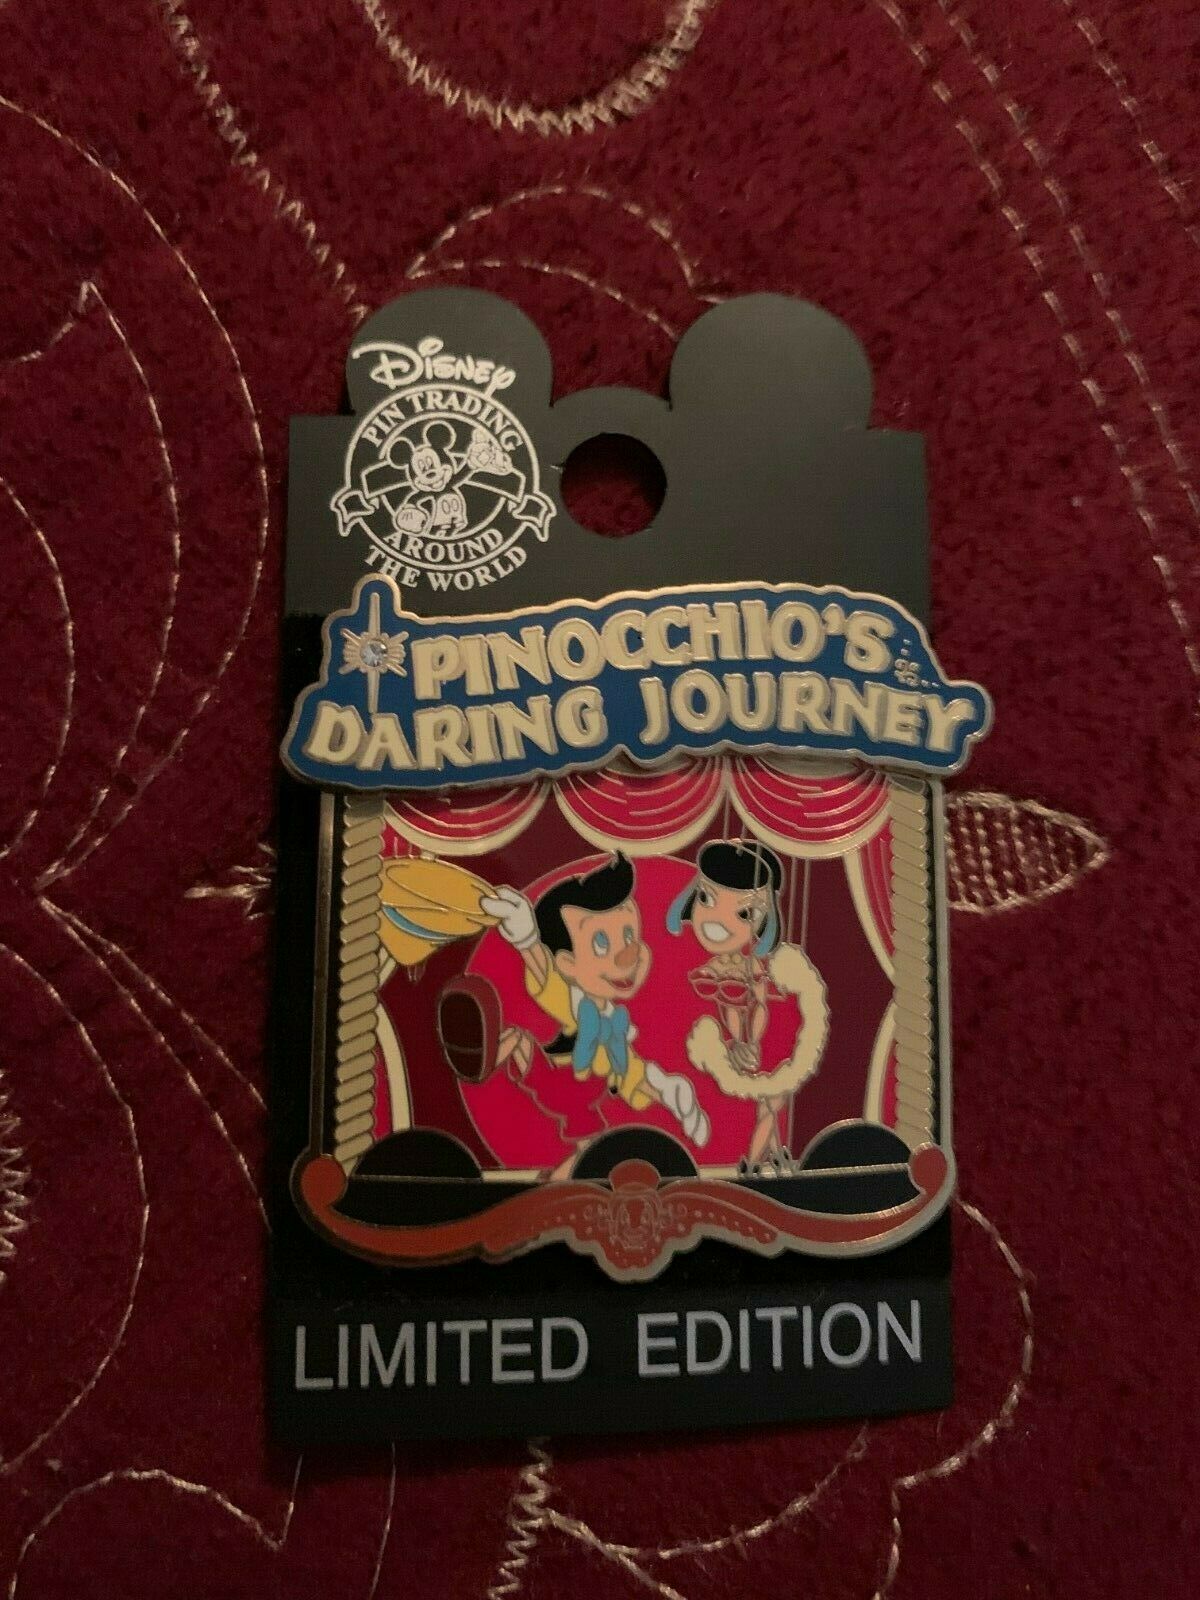 Disney
PIN TRADING
AROUND
THE WORLD
PINOCCHIO'S
DARING JOURNEY
LIMITED EDITION